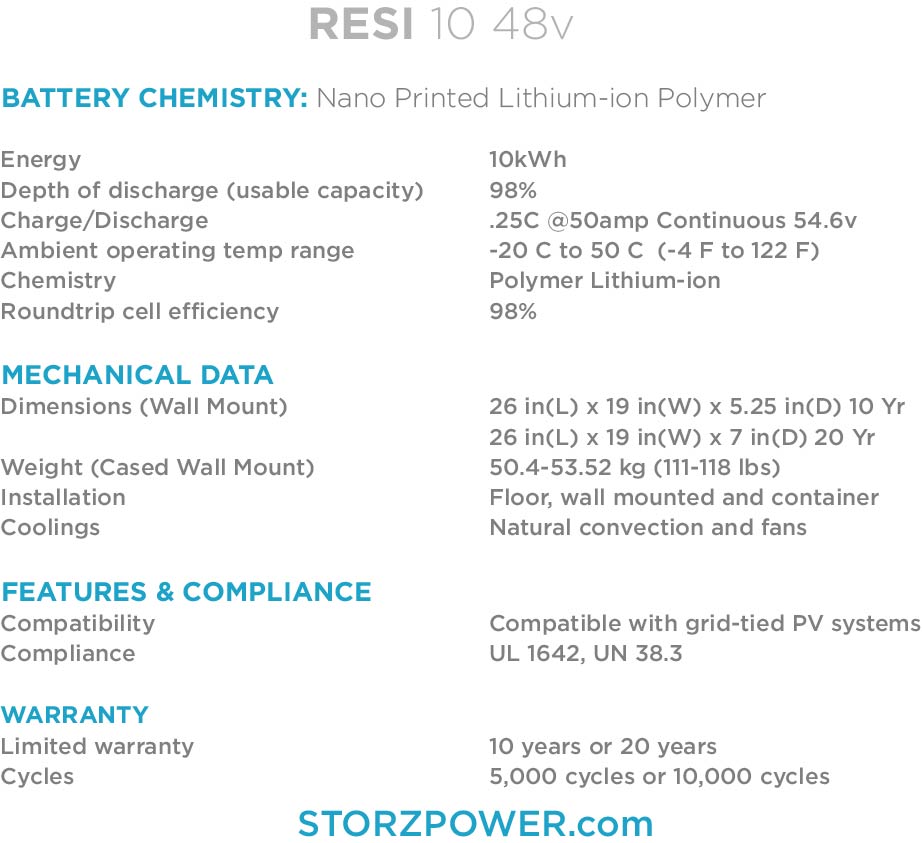 RESI 10 48v
BATTERY CHEMISTRY: Nano Printed Lithium-ion Polymer
Energy 10kWh
Depth of discharge (usable capacity) 98%
Charge/Discharge .25C @50amp Continuous 54.6v
Ambient operating temp range -20 C to 50 C (-4 F to 122 F)
Chemistry Polymer Lithium-ion
Roundtrip cell efficiency 98%
MECHANICAL DATA
Dimensions (Wall Mount) 26 in(L) x 19 in(W) x 5.25 in(D) 10 Yr
26 in(L) x 19 in(W) x 7 in(D) 20 Yr
Weight (Cased Wall Mount) 50.4-53.52 kg (111-118 lbs)
Installation Floor, wall mounted and container
Coolings Natural convection and fans
FEATURES & COMPLIANCE
Compatibility Compatible with grid-tied PV systems
Compliance UL 1642, UN 38.3
WARRANTY
Limited warranty 10 years or 20 years
Cycles 5,000 cycles or 10,000 cycles
STORZPOWER.com